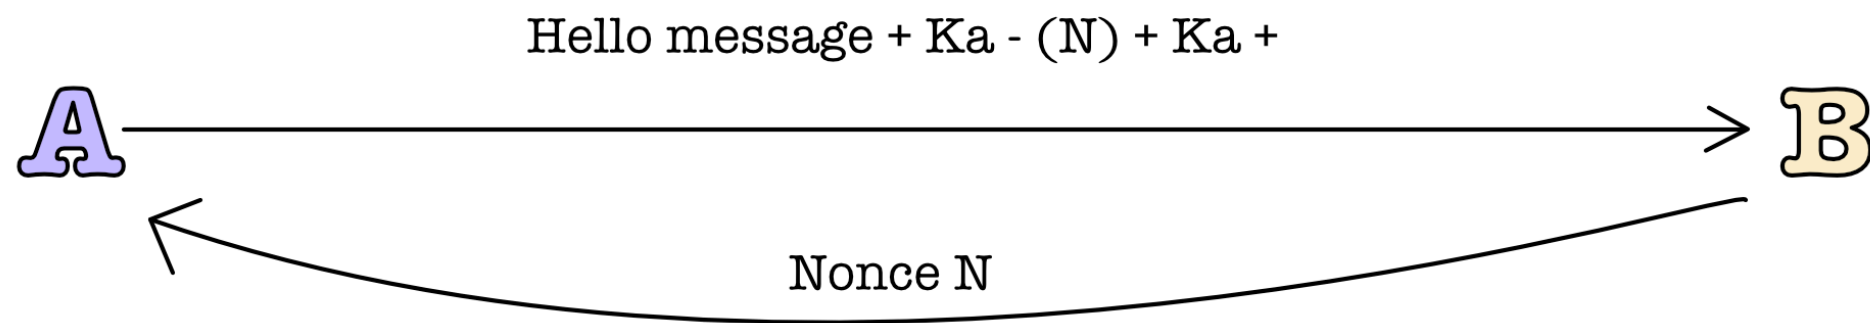 Hello message + Ka - (N) + Ka +
A
B
Nonce N